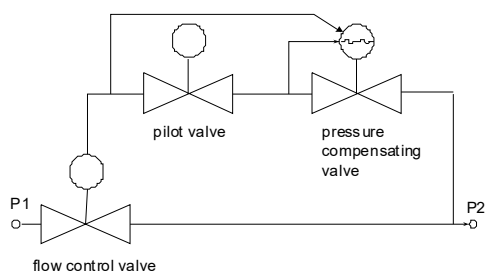 pilot valve
pressure
compensating
valve
P1
P2
flow control valve